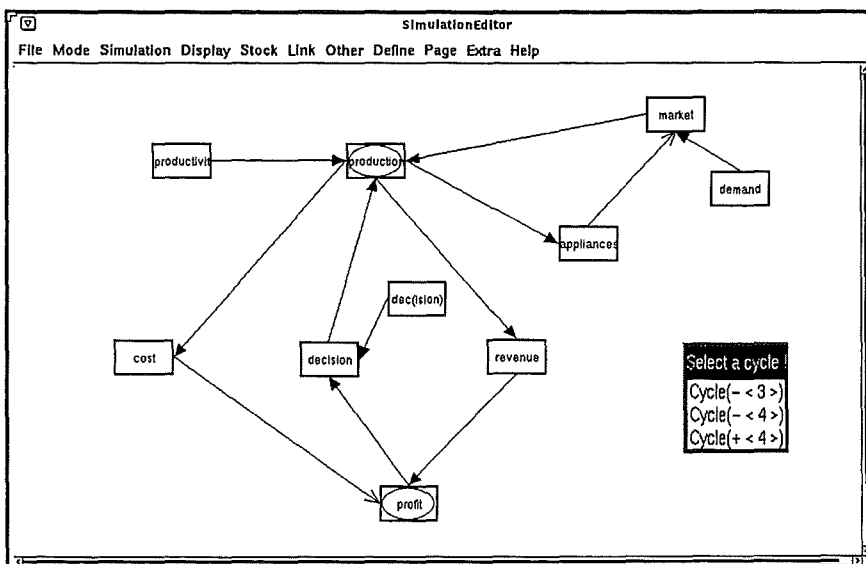 SimulationEditor
File Mode Simulation Display Stock Link Other Define Page Extra Help
market
productivit
production
demand
appliances
dec(ision)
cost
decision
revenue
Select a cycle !
Cycle(- < 3 >)
Cycle(- < 4 >)
Cycle(+ < 4 >)
profit